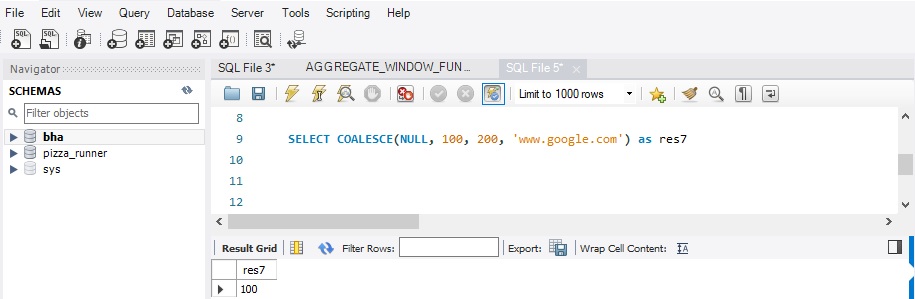 File Edit View Query Database Server Tools Scripting Help
Navigator
SQL File 3* AGGREGATE_WINDOW_FUN... SQL File 5*
SCHEMAS
Limit to 1000 rows
Filter objects
bha
pizza_runner
sys
8
9 SELECT COALESCE(NULL, 100, 200, 'www.google.com') as res7
10
11
12
Result Grid Filter Rows: Export: Wrap Cell Content:
res7
100